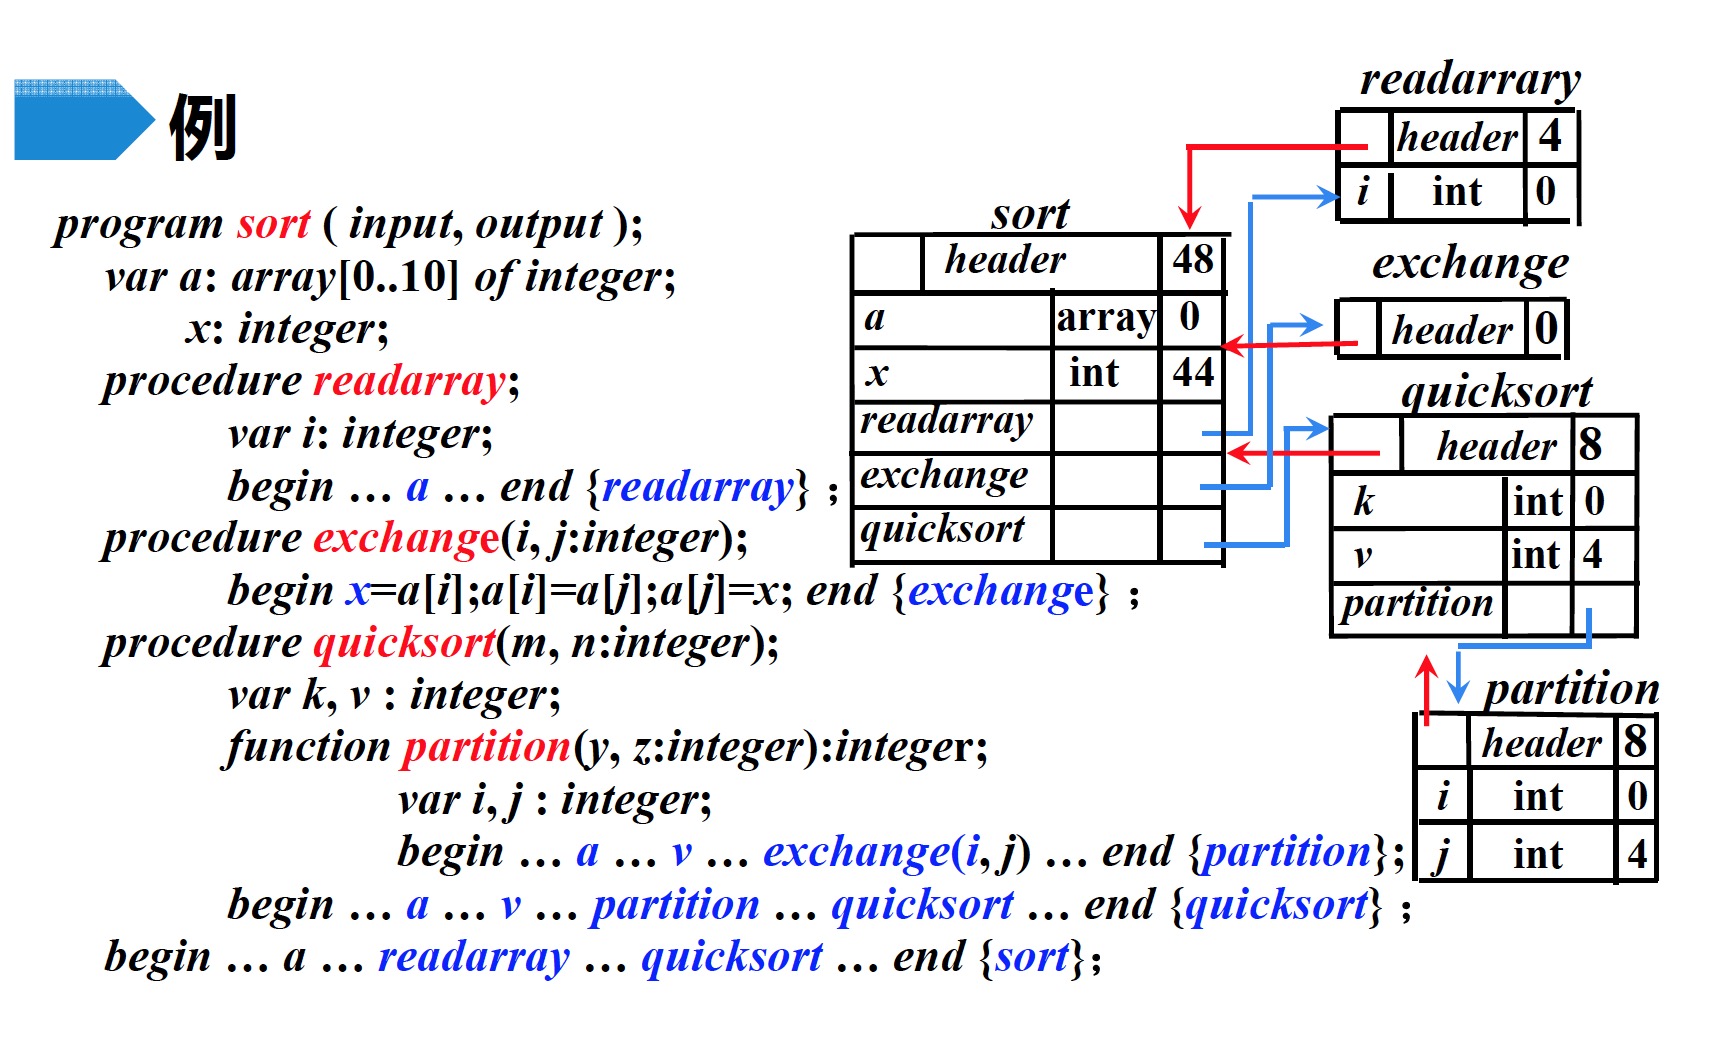 例
program sort ( input, output );
var a: array[0..10] of integer;
x: integer;
procedure readarray;
var i: integer;
begin … a … end {readarray} ;
procedure exchange(i, j:integer);
begin x=a[i];a[i]=a[j];a[j]=x; end {exchange} ;
procedure quicksort(m, n:integer);
var k, v : integer;
function partition(y, z:integer):integer;
var i, j : integer;
begin … a … v … exchange(i, j) … end {partition};
begin … a … v … partition … quicksort … end {quicksort} ;
begin … a … readarray … quicksort … end {sort};
sort
header 48
a array 0
x int 44
readarray
exchange
quicksort
readarrary
header 4
i int 0
exchange
header 0
quicksort
header 8
k int 0
v int 4
partition
partition
header 8
i int 0
j int 4